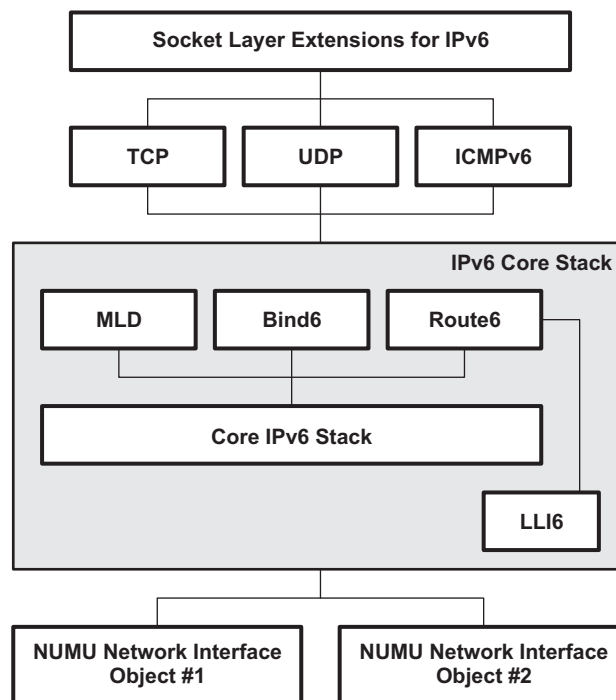 Socket Layer Extensions for IPv6
TCP
UDP
ICMPv6
IPv6 Core Stack
MLD
Bind6
Route6
Core IPv6 Stack
LLI6
NUMU Network Interface
Object #1
NUMU Network Interface
Object #2